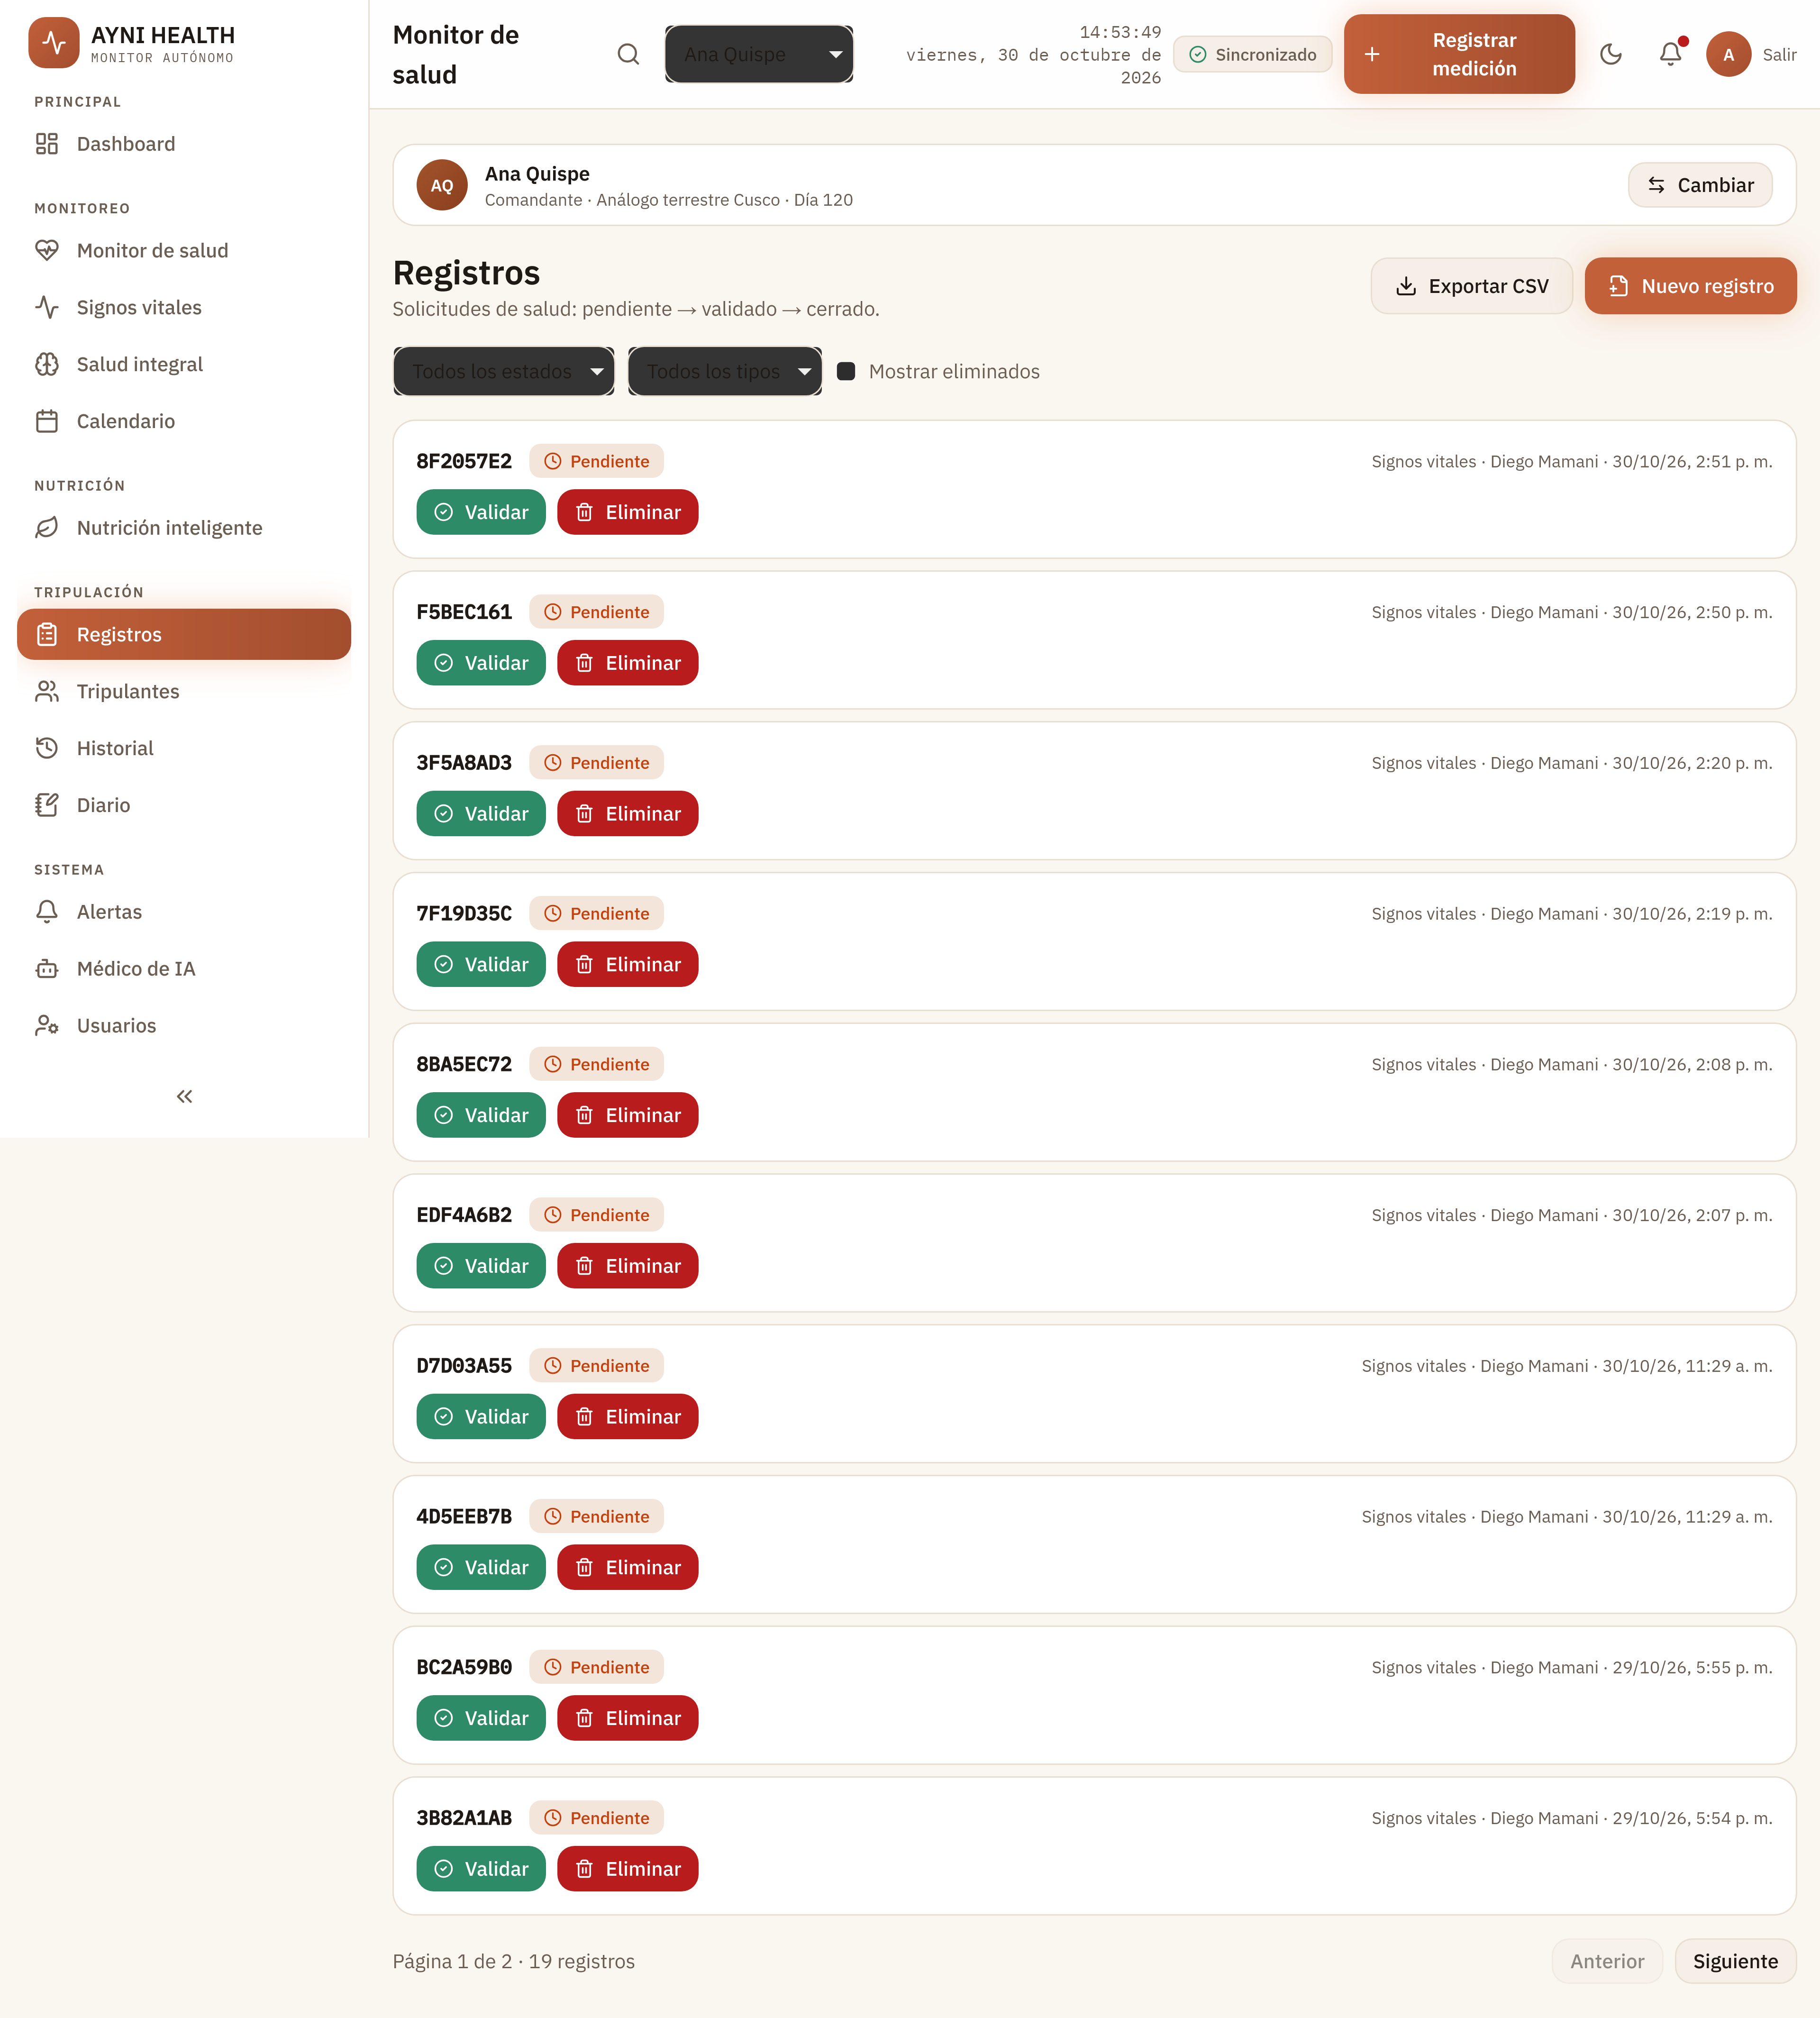 AYNI HEALTH
MONITOR AUTÓNOMO
PRINCIPAL
Dashboard
MONITOREO
Monitor de salud
Signos vitales
Salud integral
Calendario
NUTRICIÓN
Nutrición inteligente
TRIPULACIÓN
Registros
Tripulantes
Historial
Diario
SISTEMA
Alertas
Médico de IA
Usuarios
Monitor de
salud
Ana Quispe
14:53:49
viernes, 30 de octubre de
2026
Sincronizado
Registrar
medición
A
Salir
AQ
Ana Quispe
Comandante · Análogo terrestre Cusco · Día 120
Cambiar
Registros
Solicitudes de salud: pendiente → validado → cerrado.
Exportar CSV
Nuevo registro
Todos los estados
Todos los tipos
Mostrar eliminados
8F2057E2 Pendiente Signos vitales · Diego Mamani · 30/10/26, 2:51 p. m.
Validar Eliminar
F5BEC161 Pendiente Signos vitales · Diego Mamani · 30/10/26, 2:50 p. m.
Validar Eliminar
3F5A8AD3 Pendiente Signos vitales · Diego Mamani · 30/10/26, 2:20 p. m.
Validar Eliminar
7F19D35C Pendiente Signos vitales · Diego Mamani · 30/10/26, 2:19 p. m.
Validar Eliminar
8BA5EC72 Pendiente Signos vitales · Diego Mamani · 30/10/26, 2:08 p. m.
Validar Eliminar
EDF4A6B2 Pendiente Signos vitales · Diego Mamani · 30/10/26, 2:07 p. m.
Validar Eliminar
D7D03A55 Pendiente Signos vitales · Diego Mamani · 30/10/26, 11:29 a. m.
Validar Eliminar
4D5EEB7B Pendiente Signos vitales · Diego Mamani · 30/10/26, 11:29 a. m.
Validar Eliminar
BC2A59B0 Pendiente Signos vitales · Diego Mamani · 29/10/26, 5:55 p. m.
Validar Eliminar
3B82A1AB Pendiente Signos vitales · Diego Mamani · 29/10/26, 5:54 p. m.
Validar Eliminar
Página 1 de 2 · 19 registros
Anterior
Siguiente